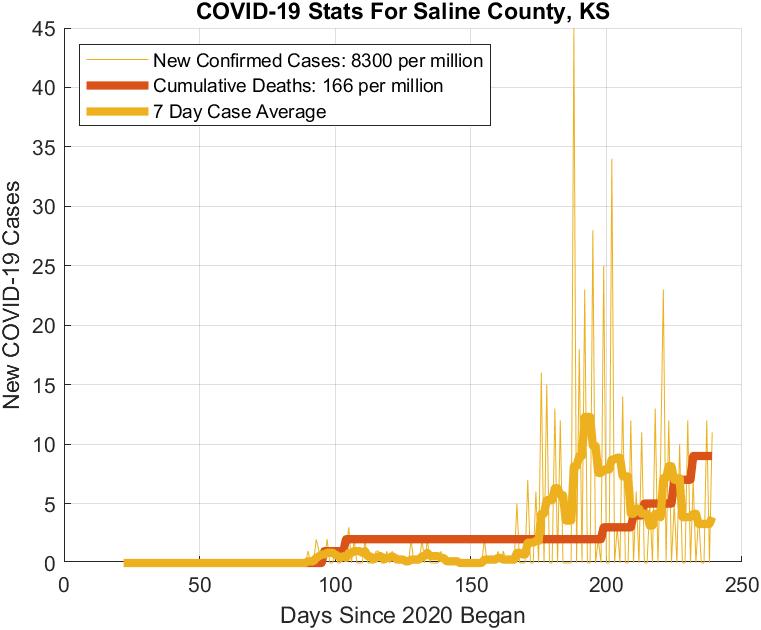 COVID-19 Stats For Saline County, KS
New Confirmed Cases: 8300 per million
Cumulative Deaths: 166 per million
7 Day Case Average
New COVID-19 Cases
45
40
35
30
25
20
15
10
5
0
0 50 100 150 200 250
Days Since 2020 Began